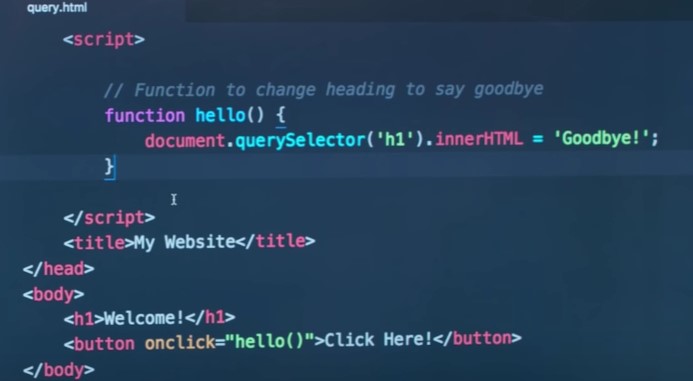 query.html
<script>
// Function to change heading to say goodbye
function hello() {
document.querySelector('h1').innerHTML = 'Goodbye!';
}
</script>
<title>My Website</title>
</head>
<body>
<h1>Welcome!</h1>
<button onclick="hello()">Click Here!</button>
</body>